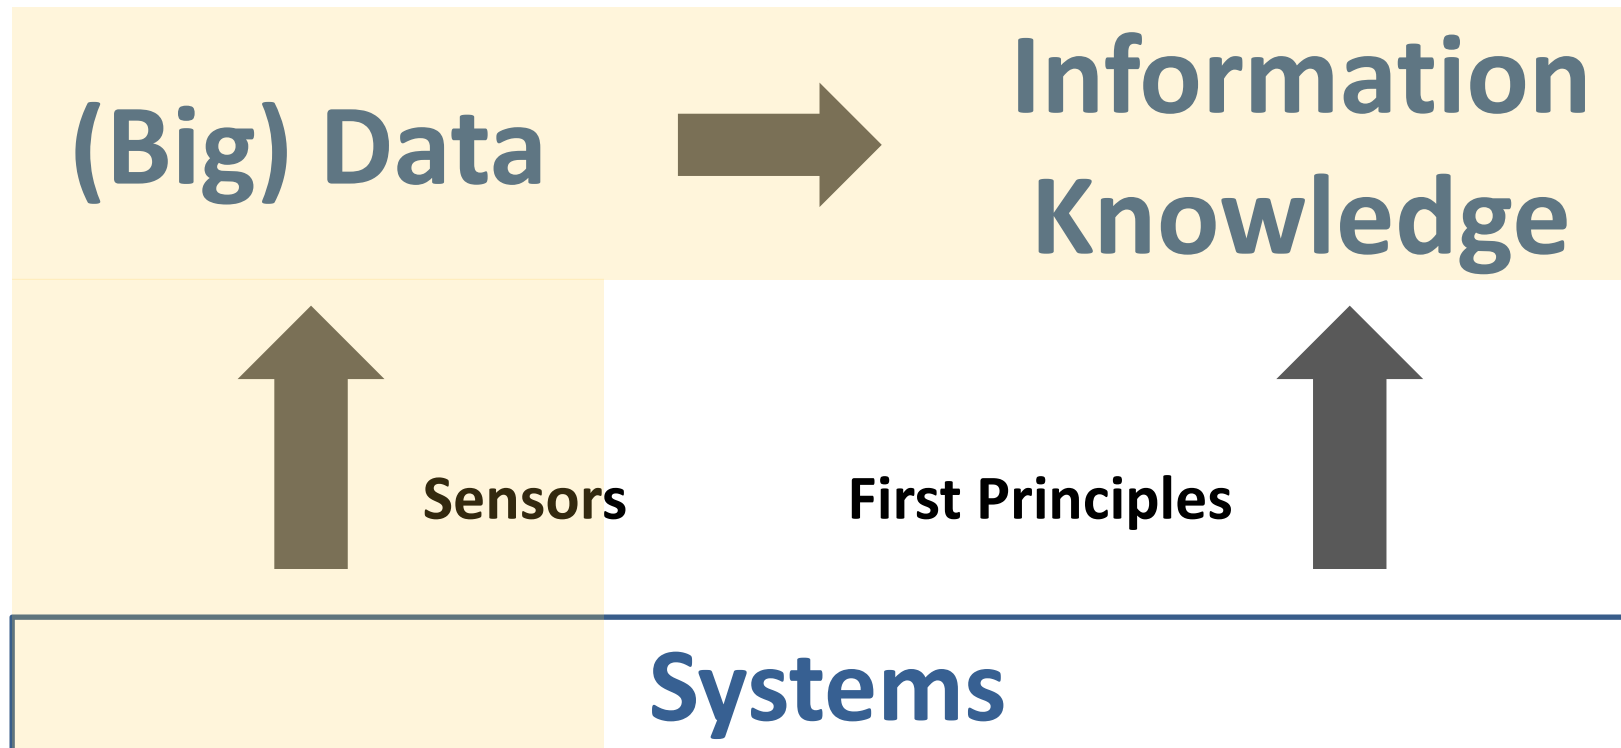 (Big) Data
Information
Knowledge
Sensors
First Principles
Systems